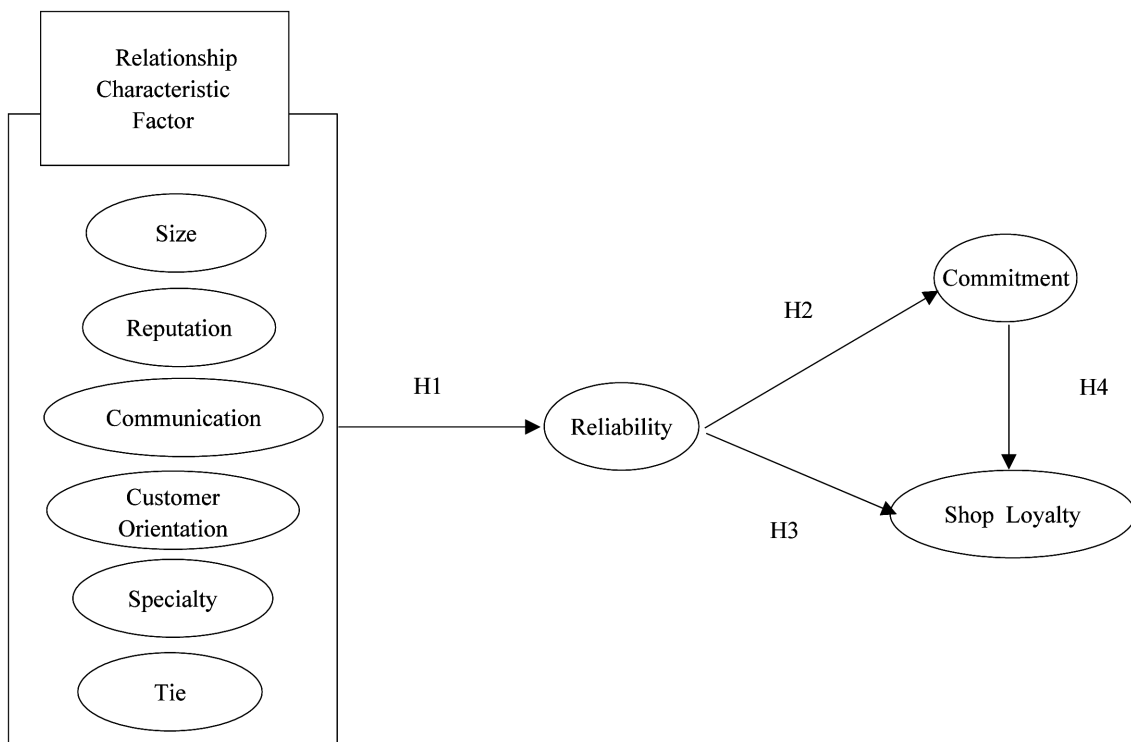 Relationship
Characteristic
Factor
Size
Reputation
Communication
Customer
Orientation
Specialty
Tie
H1
Reliability
H2
H3
Commitment
H4
Shop Loyalty